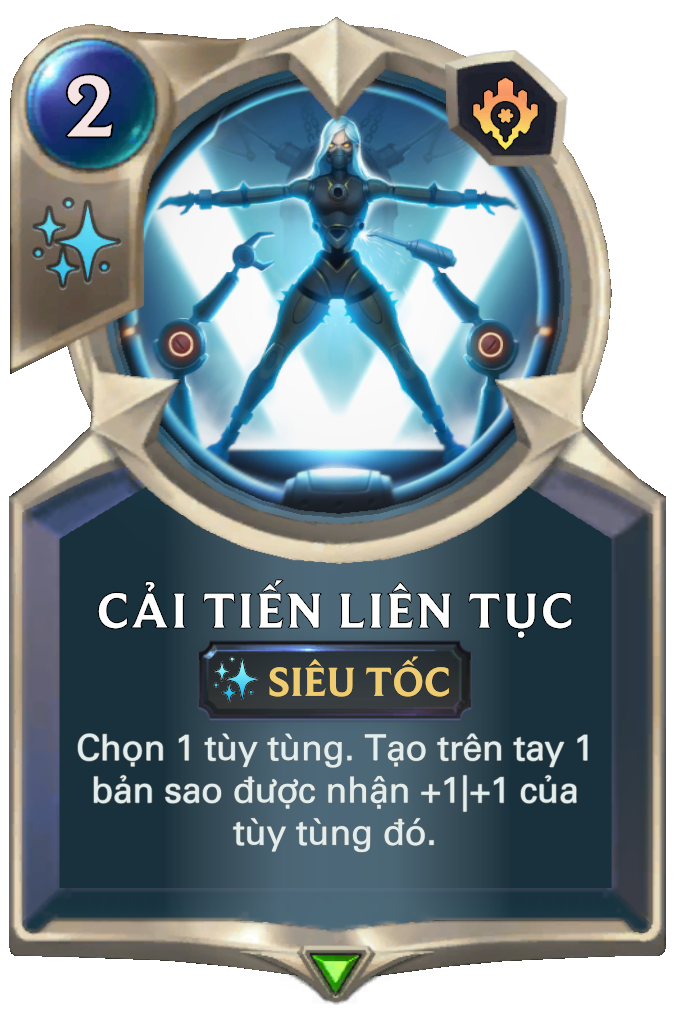 2
CẢI TIẾN LIÊN TỤC
SIÊU TỐC
Chọn 1 tùy tùng. Tạo trên tay 1
bản sao được nhận +1|+1 của
tùy tùng đó.